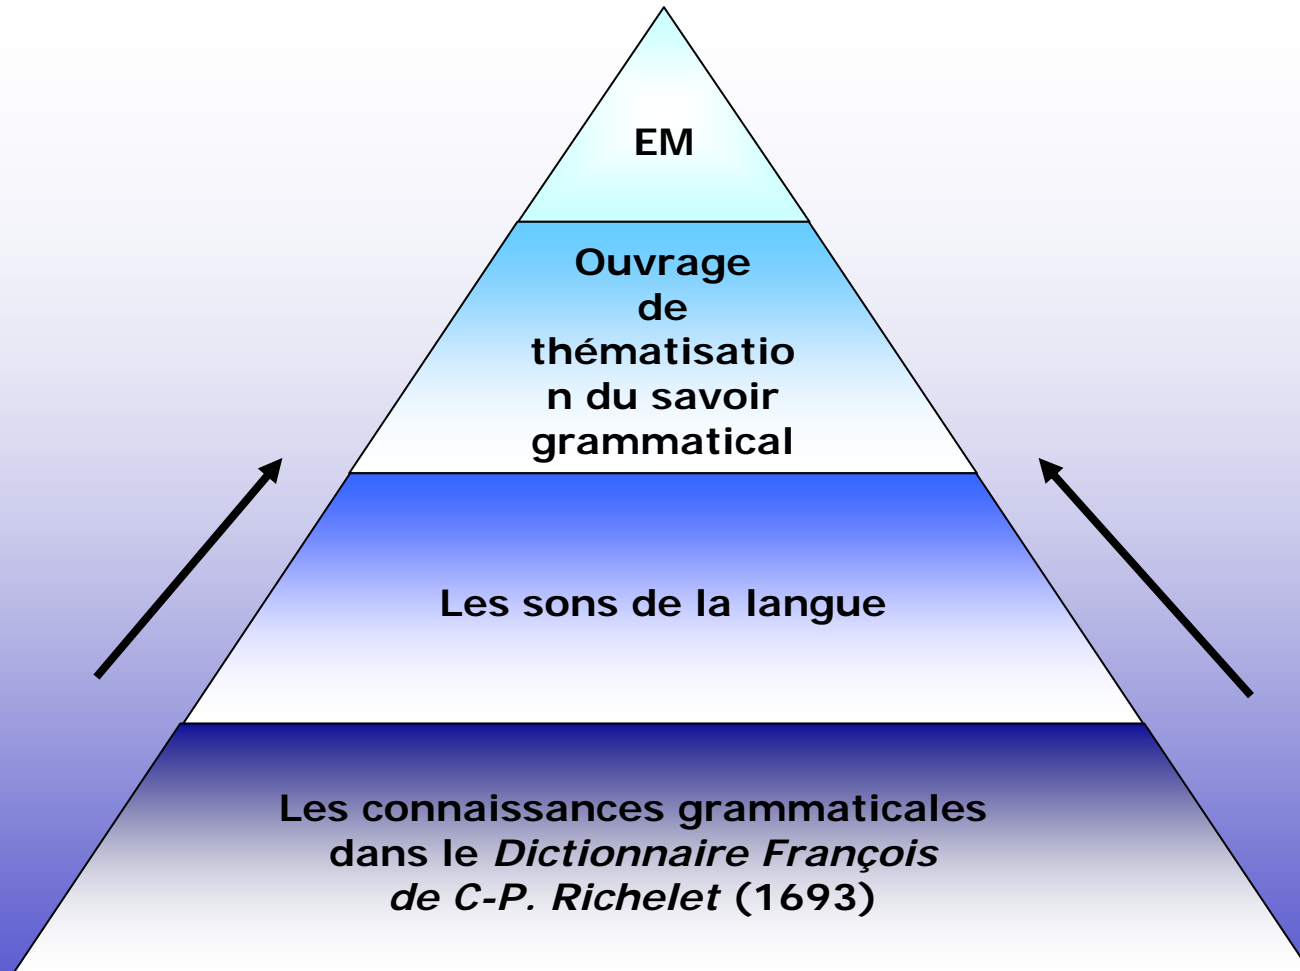 EM
Ouvrage
de
thématisatio
n du savoir
grammatical
Les sons de la langue
Les connaissances grammaticales
dans le Dictionnaire François
de C-P. Richelet (1693)